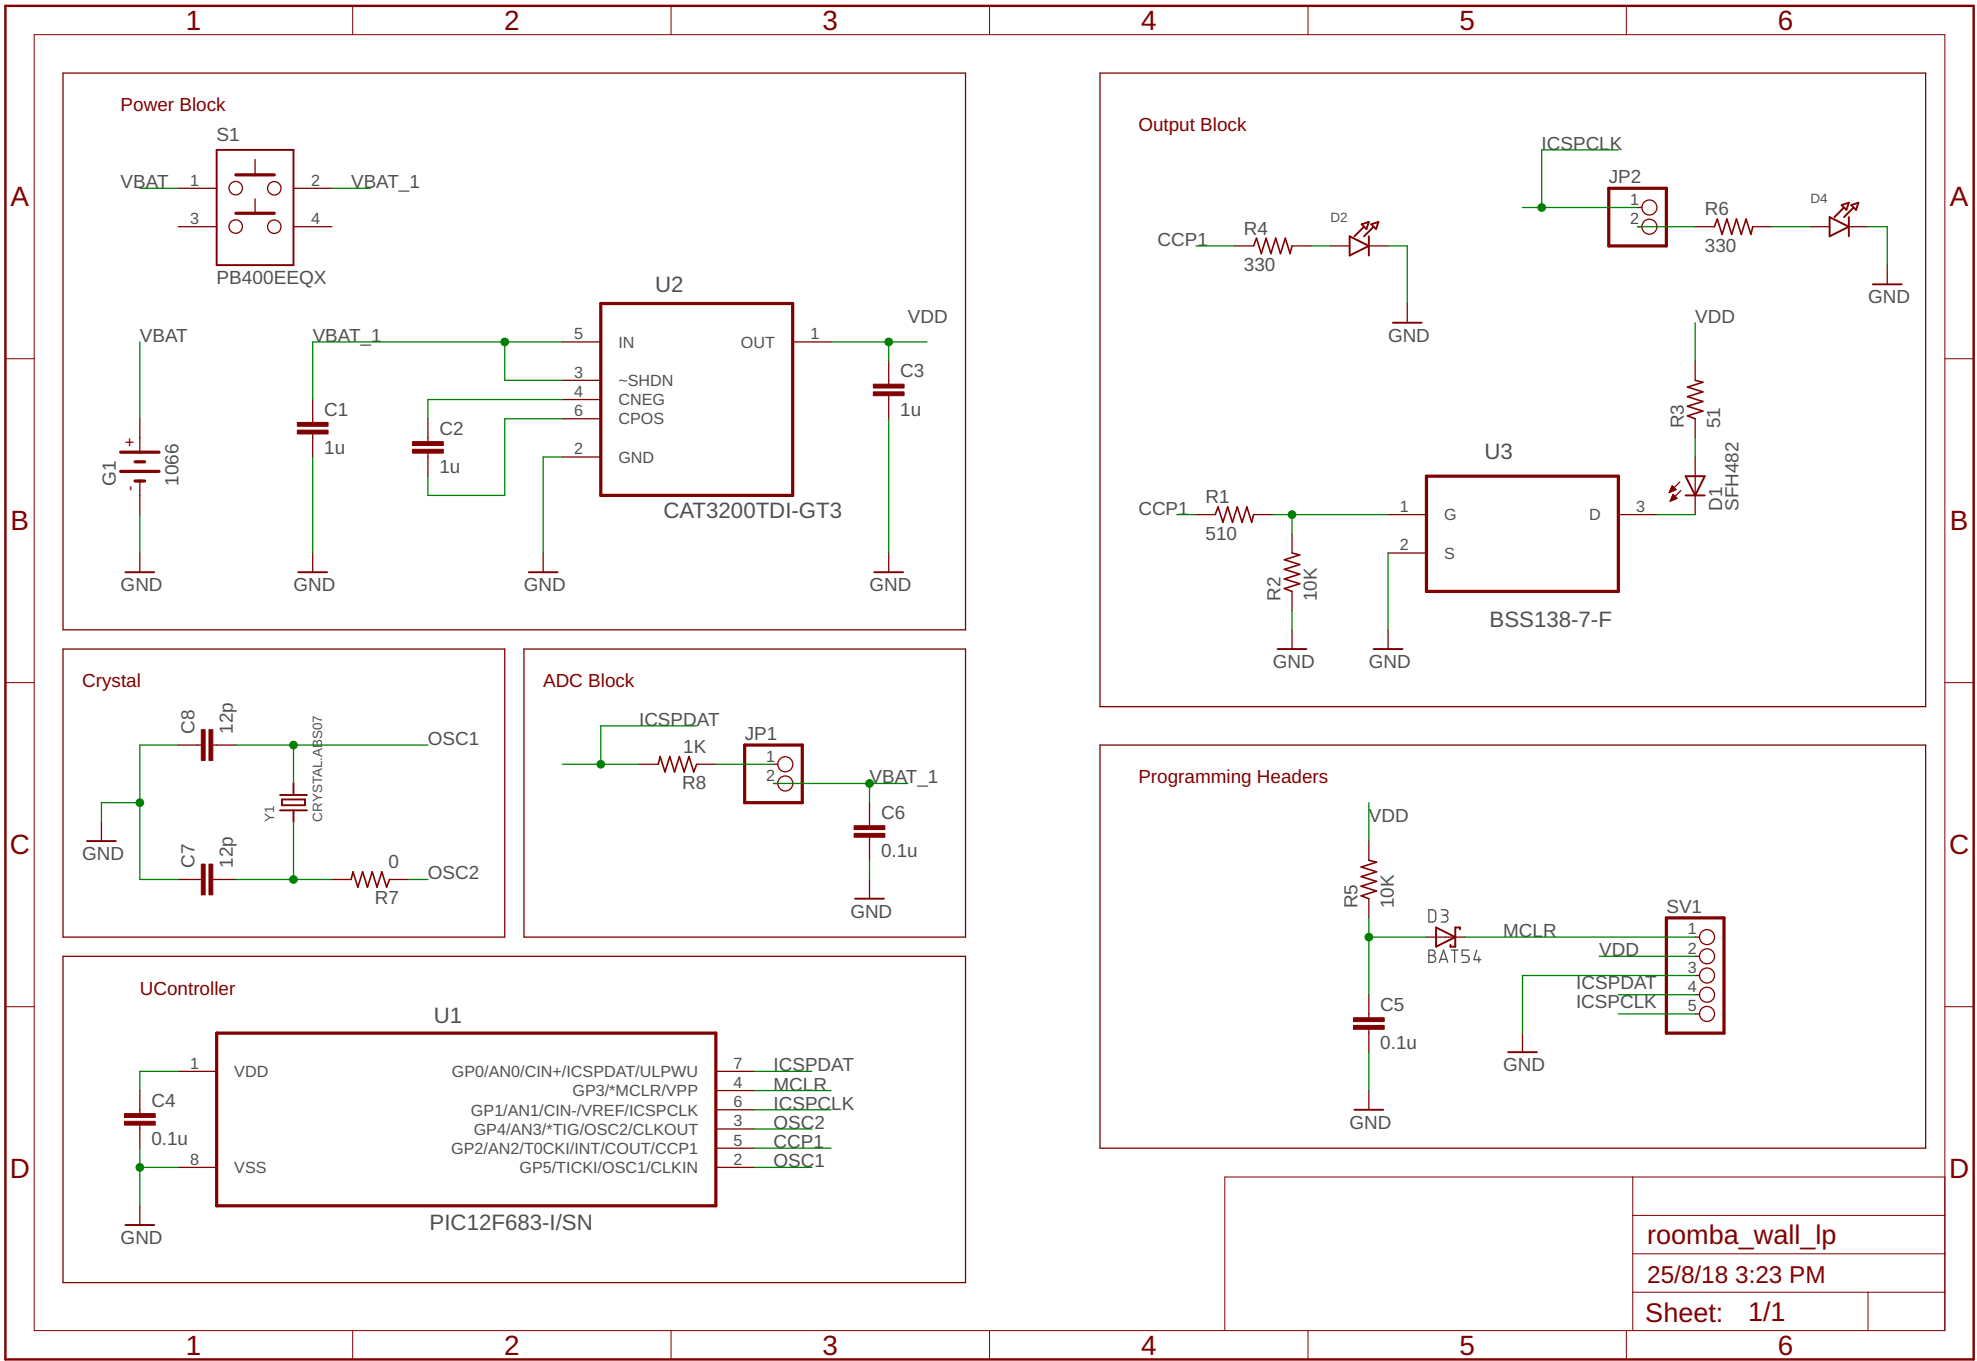 1 2 3 4 5 6
A
B
C
D
A
B
C
D
Power Block
S1
VBAT 1 2 VBAT_1
3 4
PB400EEQX
U2
VBAT
VBAT_1
5 IN OUT 1 VDD
3 ~SHDN
4 CNEG
6 CPOS
2 GND
CAT3200TDI-GT3
+
-
G1
1066
C1
1u
C2
1u
C3
1u
GND GND GND GND
Output Block
ICSPCLK
JP2
1
2
R6
330
D4
GND
CCP1
R4
330
D2
GND
VDD
R3
51
D1
SFH482
U3
CCP1
R1
510
1 G D 3
2 S
R2
10K
BSS138-7-F
GND GND
Crystal
C8
12p
OSC1
CRYSTAL.ABS07
Y1
GND
C7
12p
0
R7
OSC2
ADC Block
ICSPDAT
1K
R8
JP1
1
2
VBAT_1
C6
0.1u
GND
Programming Headers
VDD
R5
10K
D3
BAT54
MCLR
SV1
1
VDD 2
3
ICSPDAT 4
ICSPCLK 5
C5
0.1u
GND
GND
UController
U1
1 VDD
GP0/AN0/CIN+/ICSPDAT/ULPWU 7 ICSPDAT
GP3/*MCLR/VPP 4 MCLR
GP1/AN1/CIN-/VREF/ICSPCLK 6 ICSPCLK
GP4/AN3/*TIG/OSC2/CLKOUT 3 OSC2
GP2/AN2/T0CKI/INT/COUT/CCP1 5 CCP1
8 VSS
GP5/TICKI/OSC1/CLKIN 2 OSC1
C4
0.1u
GND
PIC12F683-I/SN
roomba_wall_lp
25/8/18 3:23 PM
Sheet: 1/1
1 2 3 4 5 6